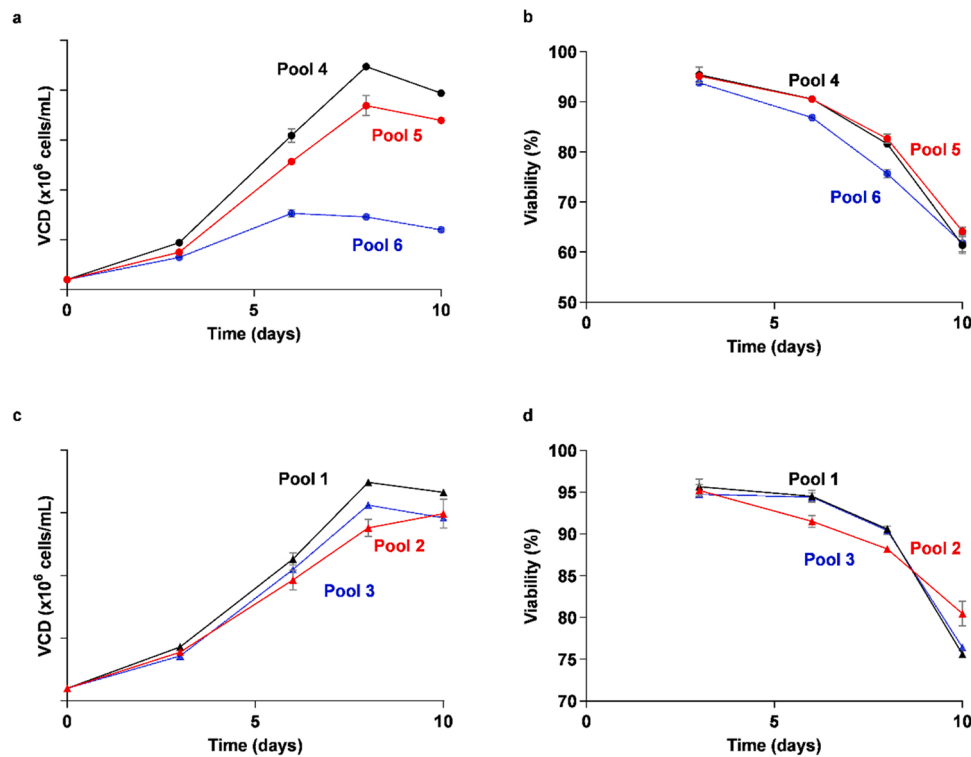 a
VCD (x10⁶ cells/mL)
Pool 4
Pool 5
Pool 6
0
5
10
Time (days)
b
Viability (%)
100
90
80
70
60
50
Pool 4
Pool 5
Pool 6
0
5
10
Time (days)
c
VCD (x10⁶ cells/mL)
Pool 1
Pool 2
Pool 3
0
5
10
Time (days)
d
Viability (%)
100
95
90
85
80
75
70
Pool 1
Pool 2
Pool 3
0
5
10
Time (days)